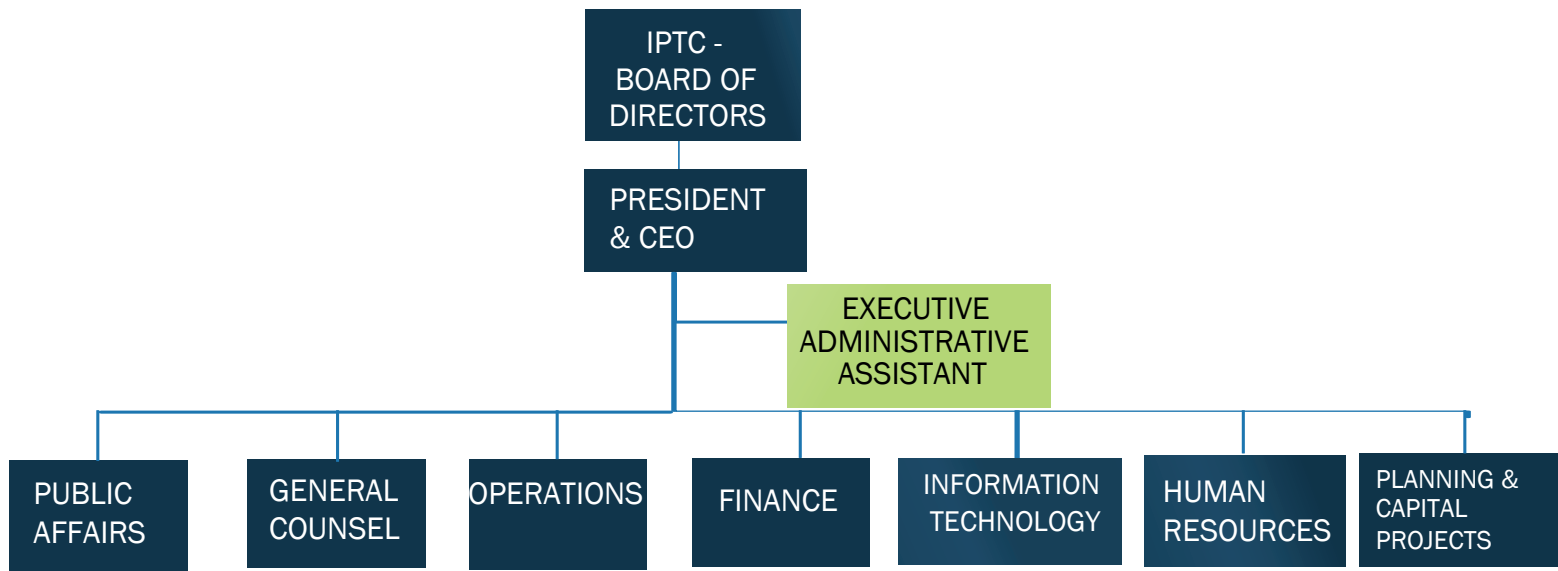 IPTC -
BOARD OF
DIRECTORS
PRESIDENT
& CEO
EXECUTIVE
ADMINISTRATIVE
ASSISTANT
PUBLIC
AFFAIRS
GENERAL
COUNSEL
OPERATIONS
FINANCE
INFORMATION
TECHNOLOGY
HUMAN
RESOURCES
PLANNING &
CAPITAL
PROJECTS